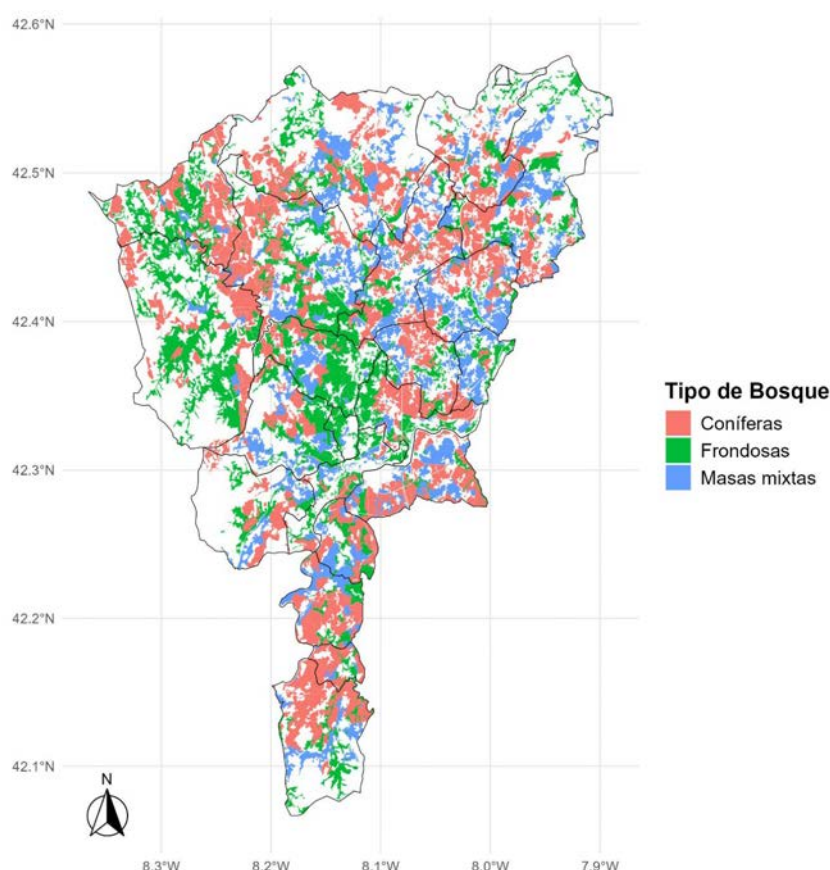 42.6°N
42.5°N
42.4°N
42.3°N
42.2°N
42.1°N
N
8.3°W 8.2°W 8.1°W 8.0°W 7.9°W
Tipo de Bosque
Coníferas
Frondosas
Masas mixtas